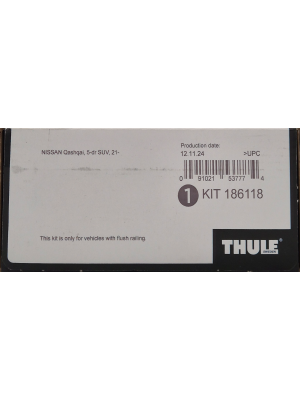 Production date:
NISSAN Qashqai, 5-dr SUV, 21-
12.11.24 >UPC
0 91021 53777 4
1 KIT 186118
This kit is only for vehicles with flush railing
THULE